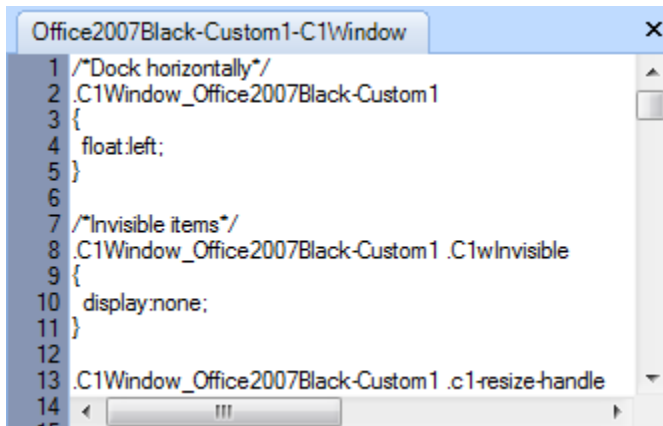 Office2007Black-Custom1-C1Window
1 /*Dock horizontally*/
2 .C1Window_Office2007Black-Custom1
3 {
4 float:left;
5 }
6
7 /*Invisible items*/
8 .C1Window_Office2007Black-Custom1 .C1wInvisible
9 {
10 display:none;
11 }
12
13 .C1Window_Office2007Black-Custom1 .c1-resize-handle
14